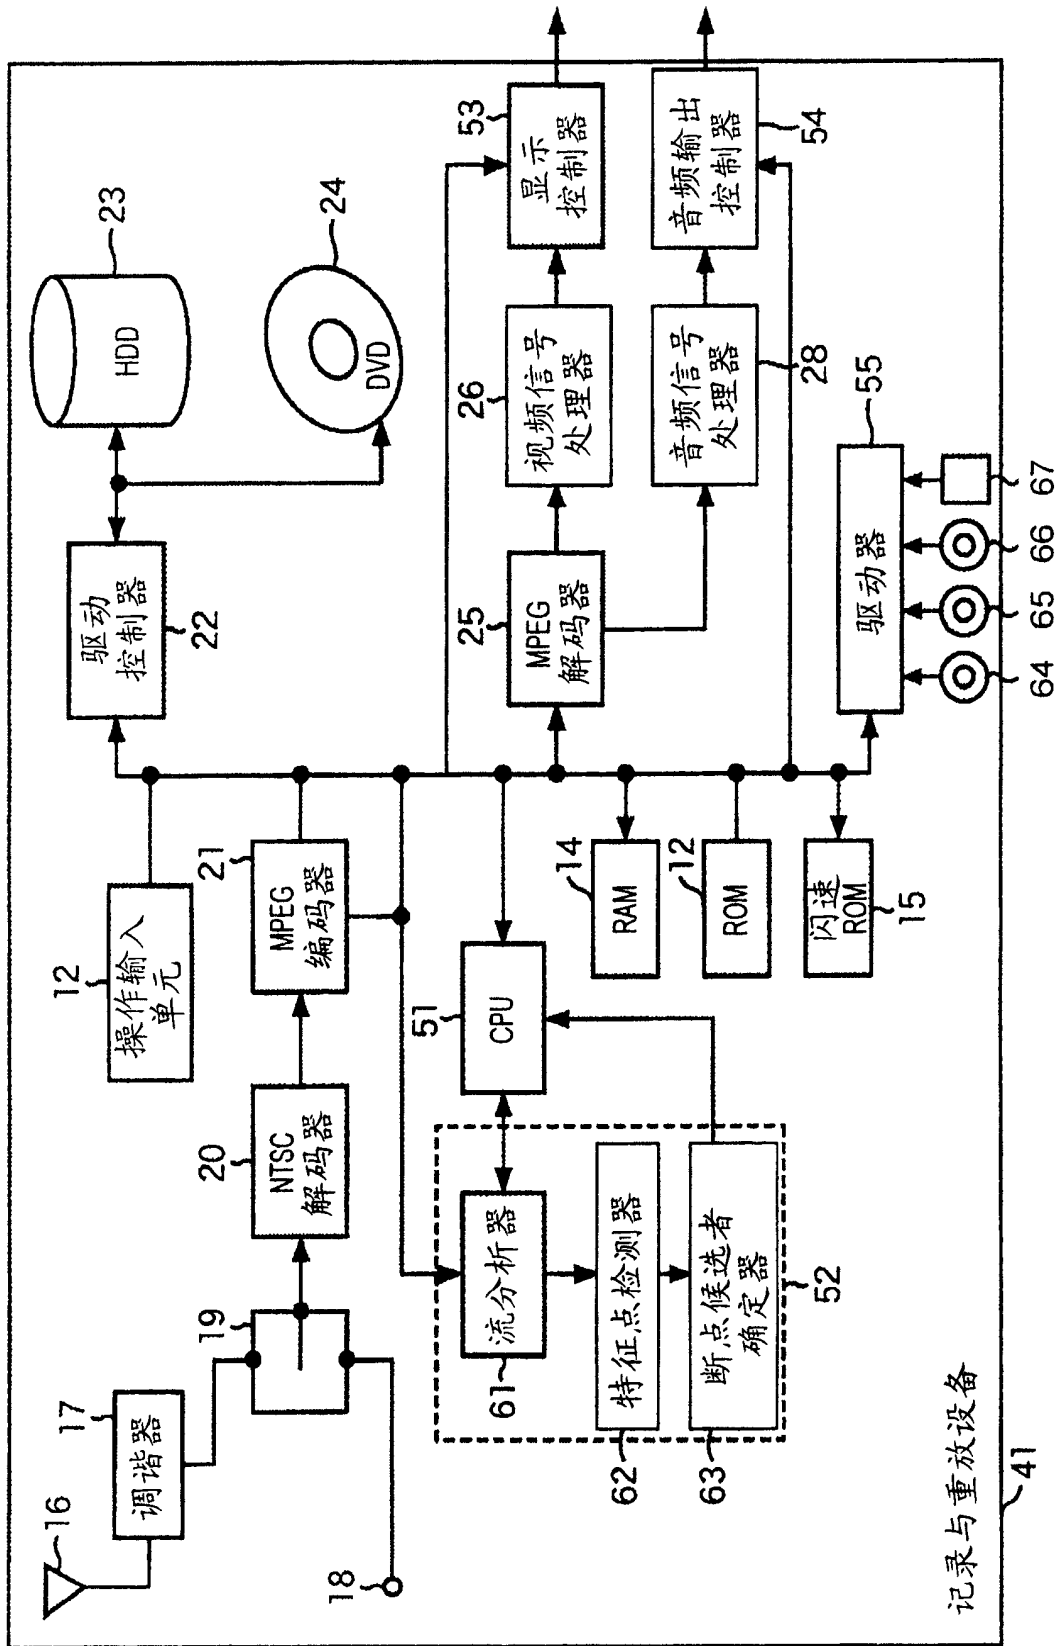 16
17
调谐器
12
操作输入
单元
驱动
控制器
22
HDD
23
19
20
NTSC
解码器
21
MPEG
编码器
DVD
24
18
61
流分析器
51
CPU
25
MPEG
解码器
26
视频信号
处理器
53
显示
控制器
62
特征点检测器
14
RAM
63
断点候选者
确定器
52
12
ROM
音频信号
处理器
28
音频输出
控制器
54
闪速
ROM
15
驱动器
55
64
65
66
67
记录与重放设备
41